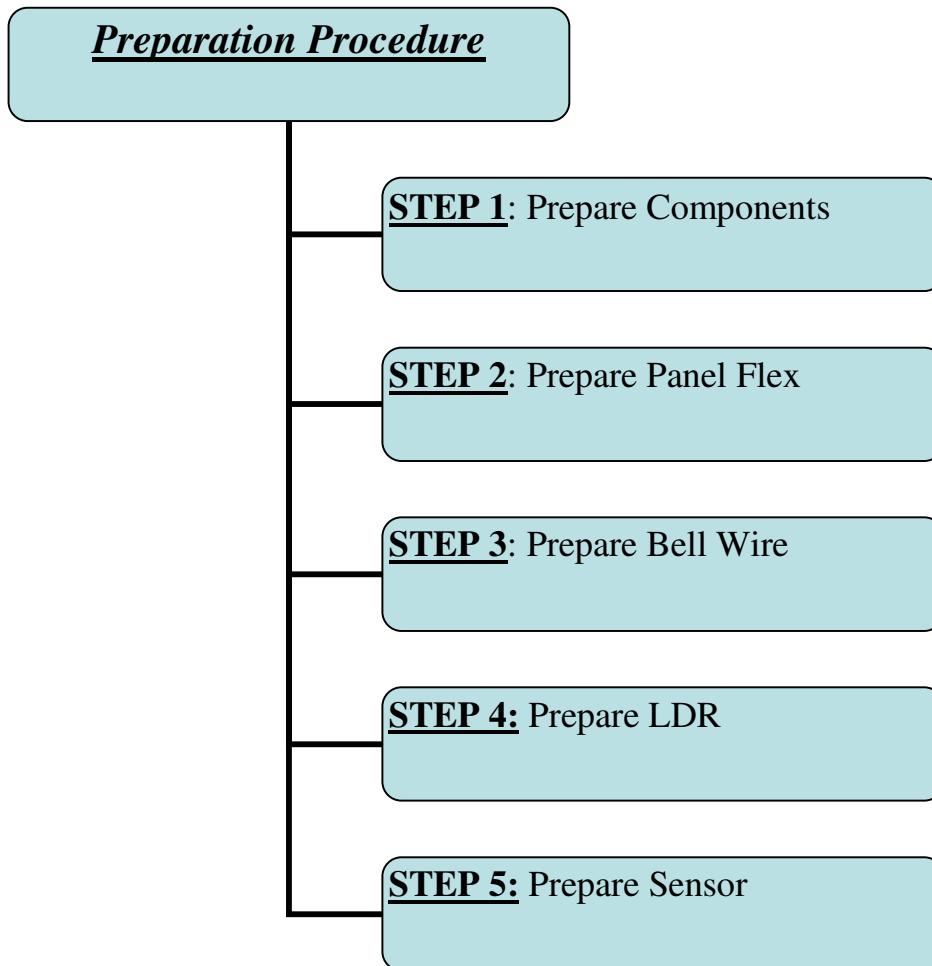 Preparation Procedure
STEP 1: Prepare Components
STEP 2: Prepare Panel Flex
STEP 3: Prepare Bell Wire
STEP 4: Prepare LDR
STEP 5: Prepare Sensor